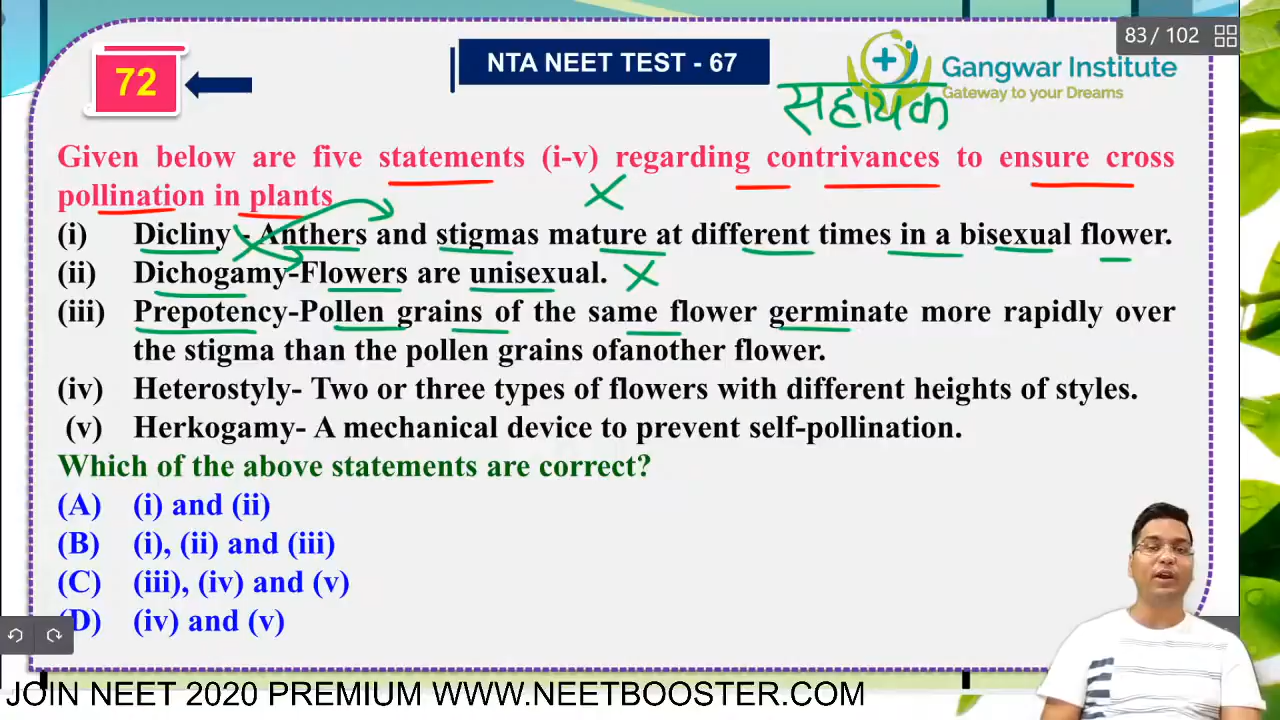 83 / 102
72
NTA NEET TEST - 67
Gangwar Institute
Gateway to your Dreams
सहायक
Given below are five statements (i-v) regarding contrivances to ensure cross
pollination in plants
(i) Dicliny - Anthers and stigmas mature at different times in a bisexual flower.
(ii) Dichogamy-Flowers are unisexual.
(iii) Prepotency-Pollen grains of the same flower germinate more rapidly over
the stigma than the pollen grains ofanother flower.
(iv) Heterostyly- Two or three types of flowers with different heights of styles.
(v) Herkogamy- A mechanical device to prevent self-pollination.
Which of the above statements are correct?
(A) (i) and (ii)
(B) (i), (ii) and (iii)
(C) (iii), (iv) and (v)
(D) (iv) and (v)
JOIN NEET 2020 PREMIUM WWW.NEETBOOSTER.COM